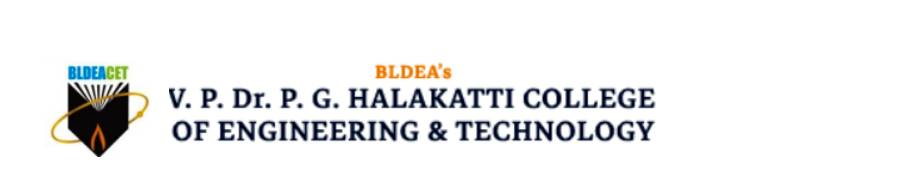 BLDEACET
BLDEA's
V. P. Dr. P. G. HALAKATTI COLLEGE
OF ENGINEERING & TECHNOLOGY